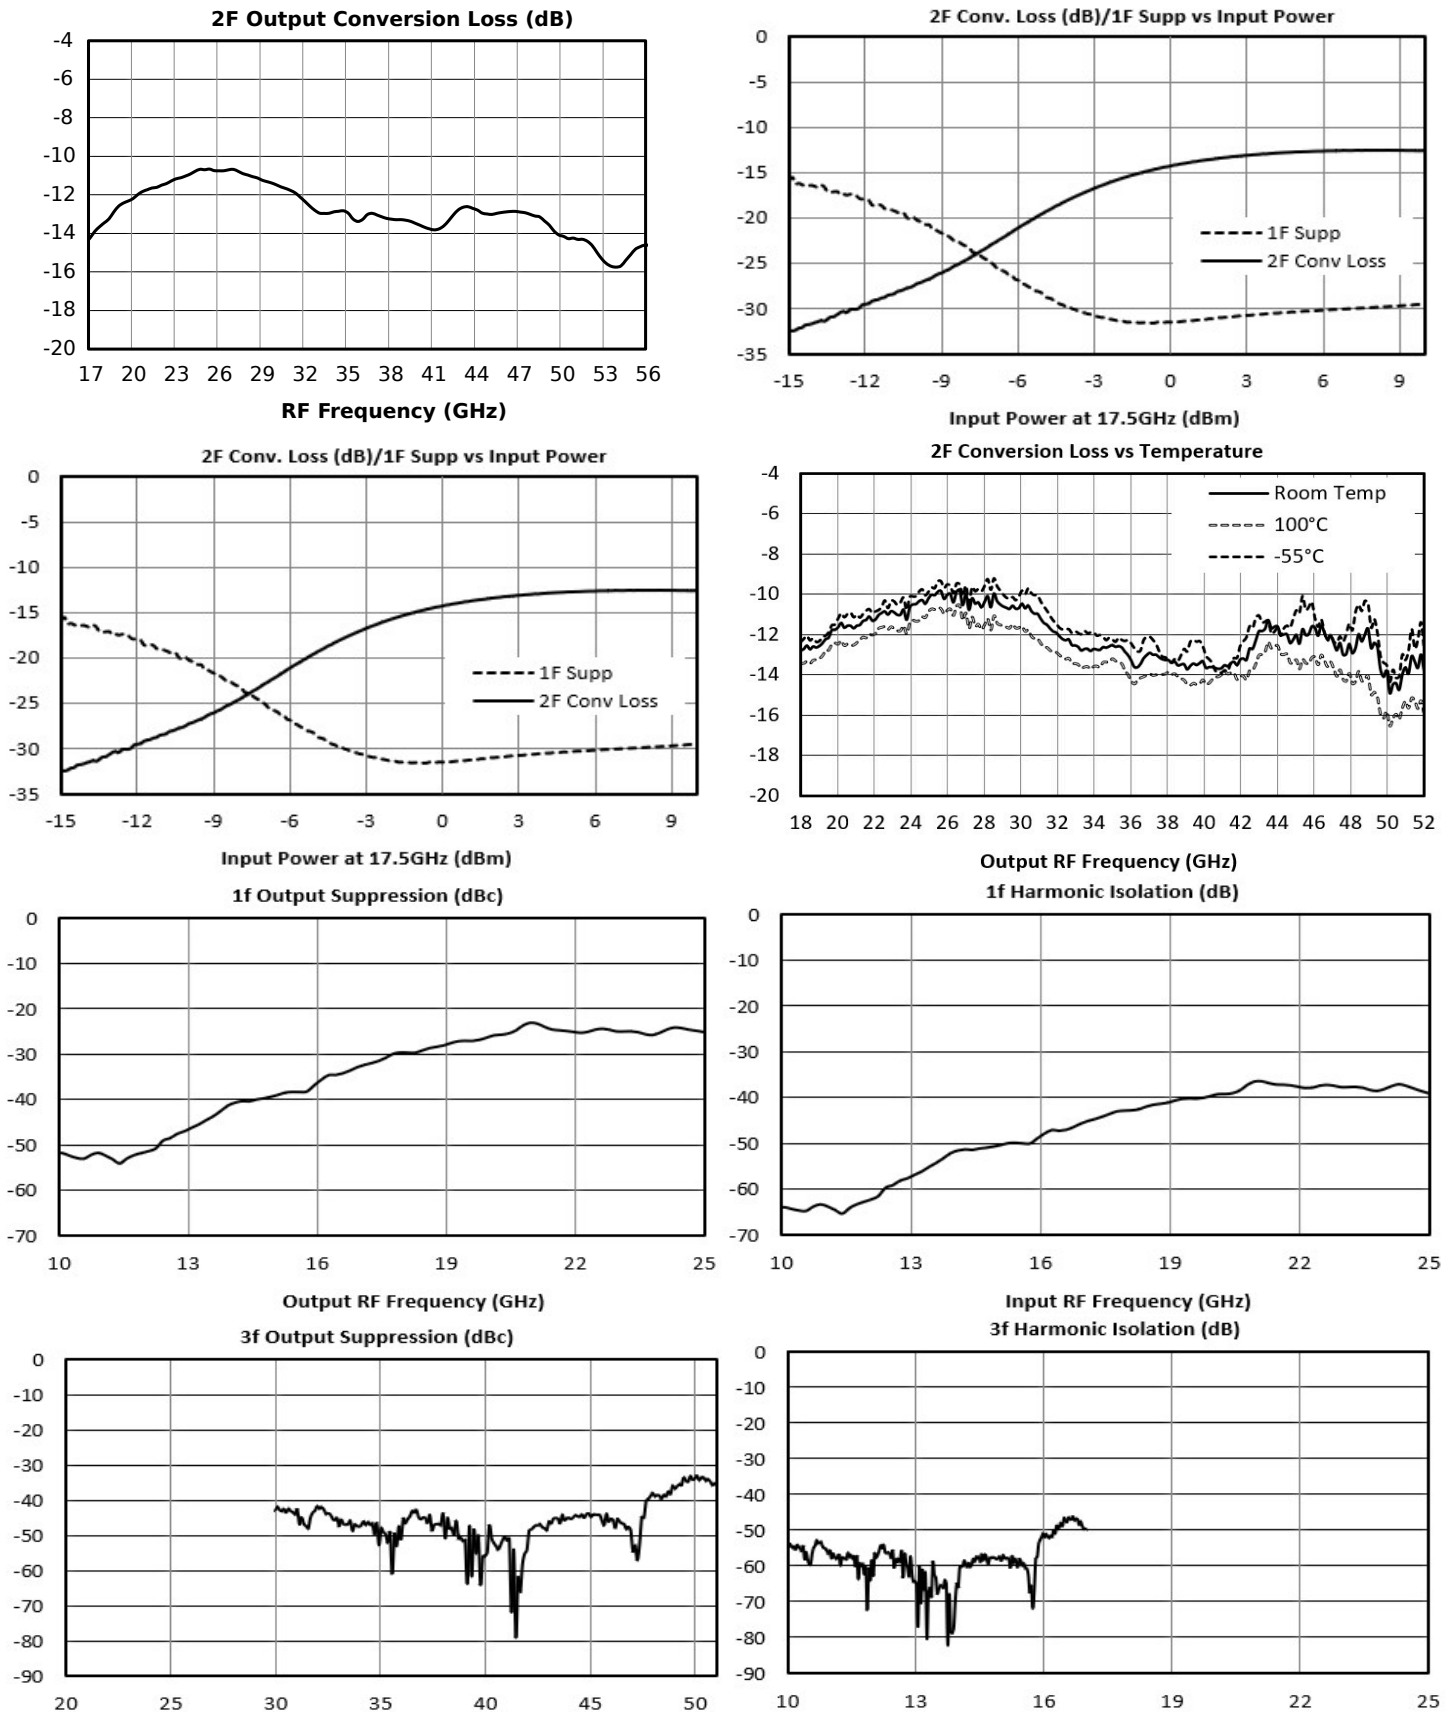 2F Output Conversion Loss (dB)
-4
-6
-8
-10
-12
-14
-16
-18
-20
17 20 23 26 29 32 35 38 41 44 47 50 53 56
RF Frequency (GHz)
2F Conv. Loss (dB)/1F Supp vs Input Power
0
-5
-10
-15
-20
-25
-30
-35
1F Supp
2F Conv Loss
-15 -12 -9 -6 -3 0 3 6 9
Input Power at 17.5GHz (dBm)
2F Conv. Loss (dB)/1F Supp vs Input Power
0
-5
-10
-15
-20
-25
-30
-35
1F Supp
2F Conv Loss
-15 -12 -9 -6 -3 0 3 6 9
Input Power at 17.5GHz (dBm)
2F Conversion Loss vs Temperature
-4
-6
-8
-10
-12
-14
-16
-18
-20
Room Temp
100°C
-55°C
18 20 22 24 26 28 30 32 34 36 38 40 42 44 46 48 50 52
Output RF Frequency (GHz)
1f Output Suppression (dBc)
0
-10
-20
-30
-40
-50
-60
-70
10 13 16 19 22 25
Output RF Frequency (GHz)
1f Harmonic Isolation (dB)
0
-10
-20
-30
-40
-50
-60
-70
10 13 16 19 22 25
Input RF Frequency (GHz)
3f Output Suppression (dBc)
0
-10
-20
-30
-40
-50
-60
-70
-80
-90
20 25 30 35 40 45 50
3f Harmonic Isolation (dB)
0
-10
-20
-30
-40
-50
-60
-70
-80
-90
10 13 16 19 22 25